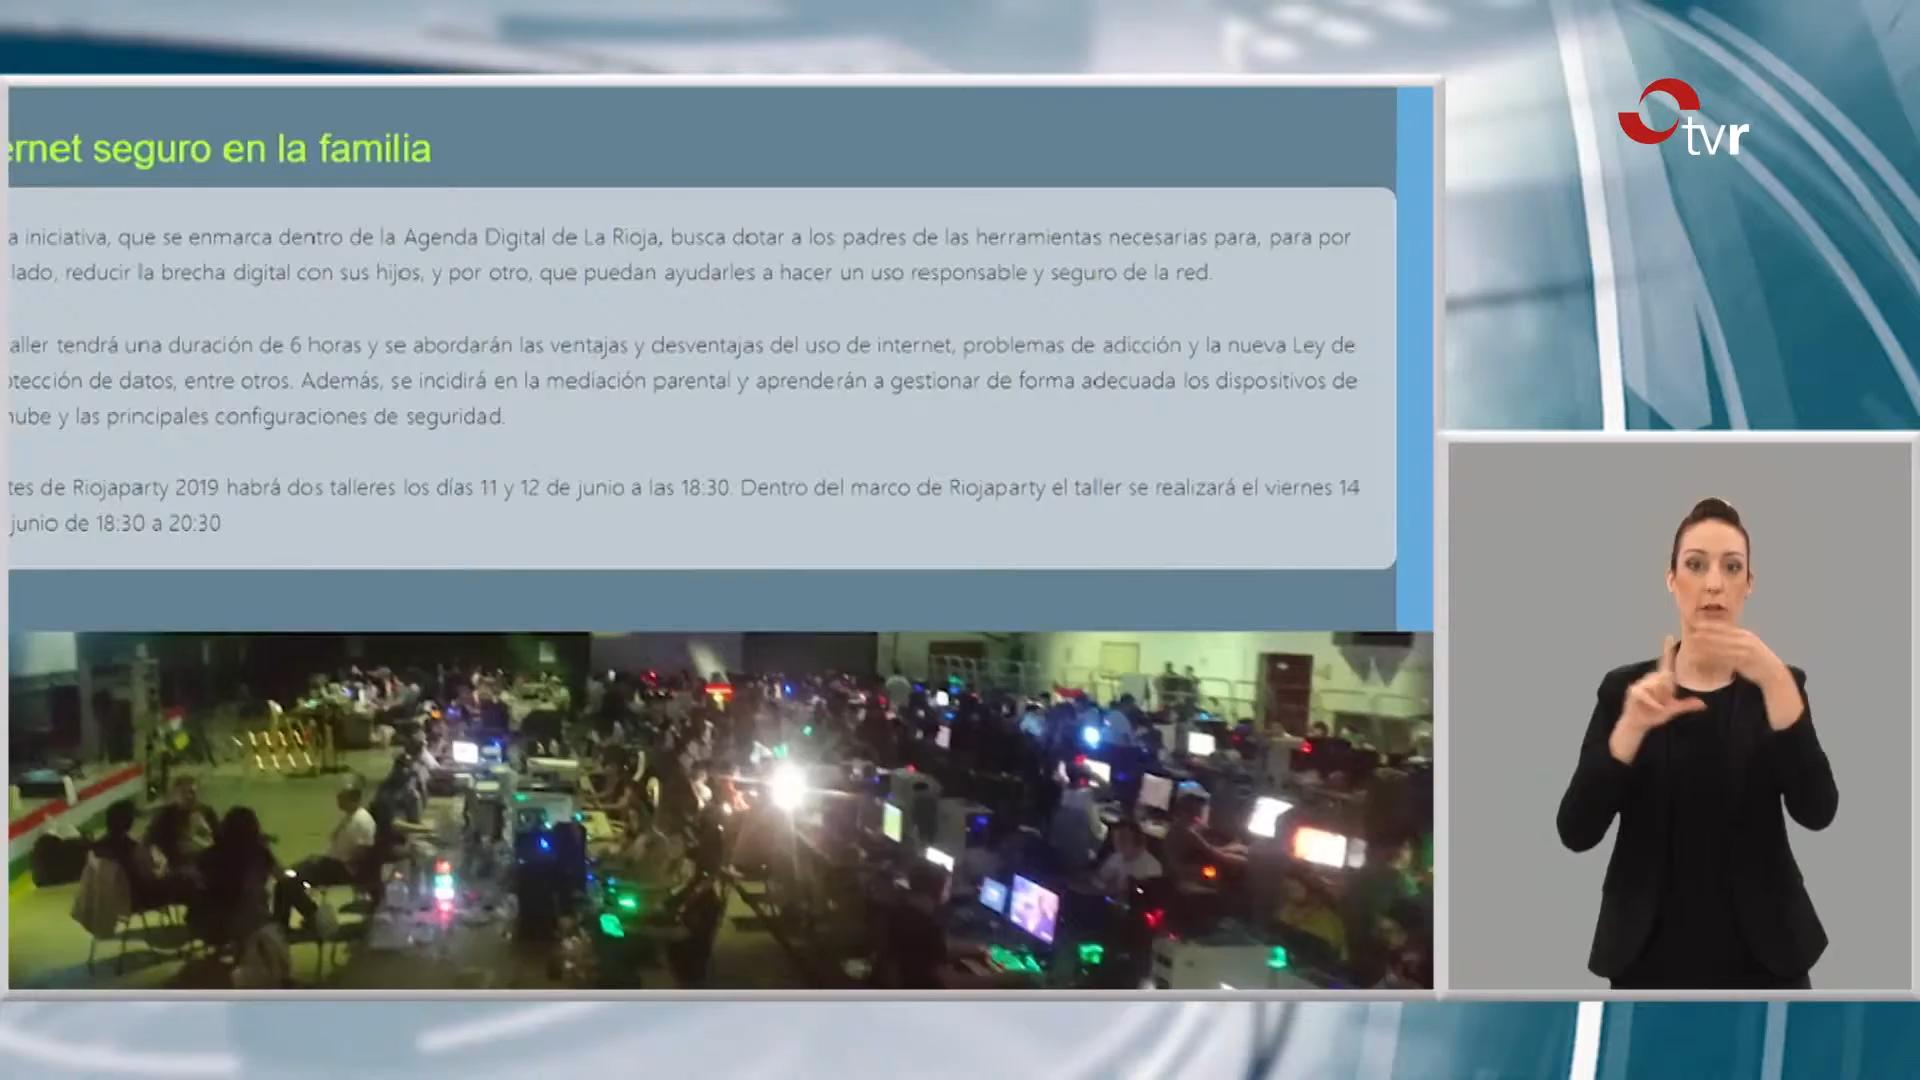 ernet seguro en la familia
tvr
a iniciativa, que se enmarca dentro de la Agenda Digital de La Rioja, busca dotar a los padres de las herramientas necesarias para, para por
lado, reducir la brecha digital con sus hijos, y por otro, que puedan ayudarles a hacer un uso responsable y seguro de la red.
aller tendrá una duración de 6 horas y se abordarán las ventajas y desventajas del uso de internet, problemas de adicción y la nueva Ley de
otección de datos, entre otros. Además, se incidirá en la mediación parental y aprenderán a gestionar de forma adecuada los dispositivos de
nube y las principales configuraciones de seguridad.
tes de Riojaparty 2019 habrá dos talleres los días 11 y 12 de junio a las 18:30. Dentro del marco de Riojaparty el taller se realizará el viernes 14
junio de 18:30 a 20:30